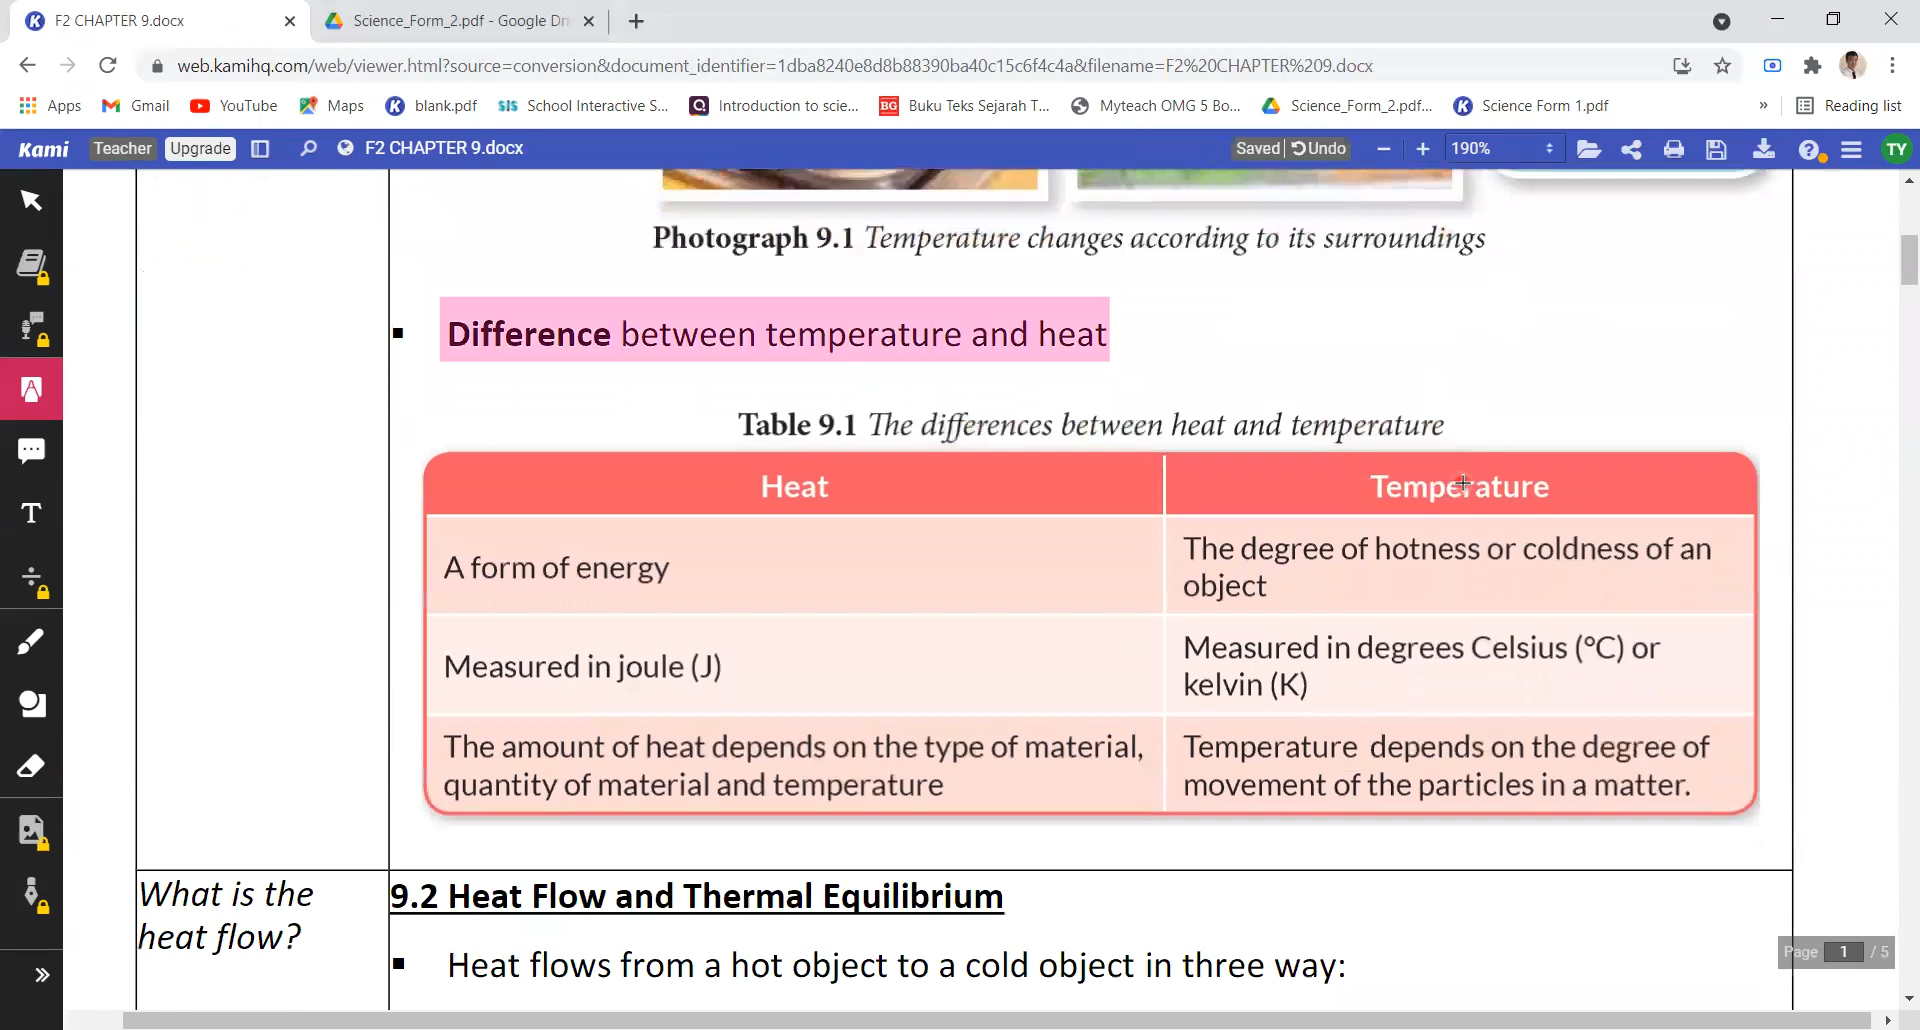 F2 CHAPTER 9.docx
Science_Form_2.pdf - Google Dri
web.kamihq.com/web/viewer.html?source=conversion&document_identifier=1dba8240e8d8b88390ba40c15c6f4c4a&filename=F2%20CHAPTER%209.docx
Apps Gmail YouTube Maps blank.pdf SIS School Interactive S... Introduction to scie... BG Buku Teks Sejarah T... Myteach OMG 5 Bo... Science_Form_2.pdf... Science Form 1.pdf » Reading list
Kami Teacher Upgrade F2 CHAPTER 9.docx Saved Undo 190% TY
Photograph 9.1 Temperature changes according to its surroundings
▪ Difference between temperature and heat
Table 9.1 The differences between heat and temperature
Heat
Temperature
A form of energy
The degree of hotness or coldness of an
object
Measured in joule (J)
Measured in degrees Celsius (°C) or
kelvin (K)
The amount of heat depends on the type of material,
quantity of material and temperature
Temperature depends on the degree of
movement of the particles in a matter.
What is the
heat flow?
9.2 Heat Flow and Thermal Equilibrium
▪ Heat flows from a hot object to a cold object in three way:
Page 1 / 5